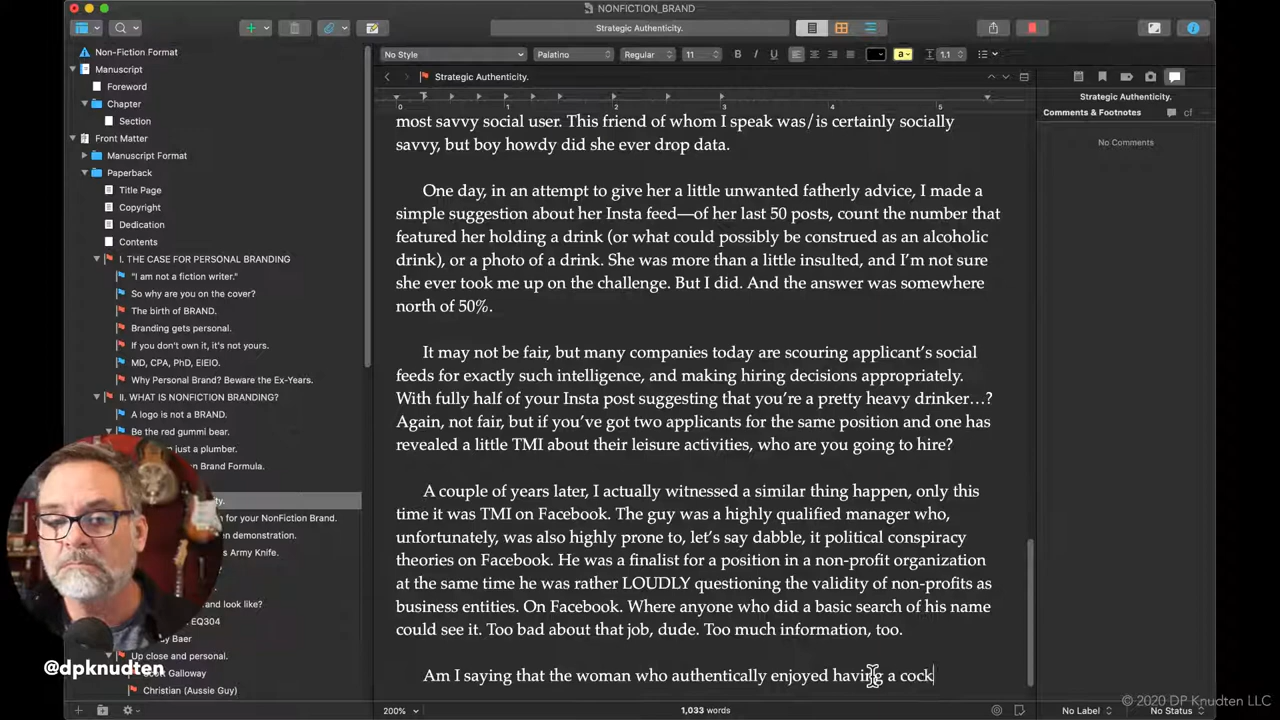 NONFICTION_BRAND
Strategic Authenticity.
No Style
Palatino
Regular
11
B
I
U
a
1.1
Strategic Authenticity.
0
1
2
3
4
5
Non-Fiction Format
Manuscript
Foreword
Chapter
Section
Front Matter
Manuscript Format
Paperback
Title Page
Copyright
Dedication
Contents
I. THE CASE FOR PERSONAL BRANDING
"I am not a fiction writer."
So why are you on the cover?
The birth of BRAND.
Branding gets personal.
If you don't own it, it's not yours.
MD, CPA, PhD, EIEIO.
Why Personal Brand? Beware the Ex-Years.
II. WHAT IS NONFICTION BRANDING?
A logo is not a BRAND.
Be the red gummi bear.
just a plumber.
Brand Formula.
for your NonFiction Brand.
demonstration.
Army Knife.
and look like?
EQ304
Baer
Up close and personal.
Scott Galloway
Christian (Aussie Guy)
most savvy social user. This friend of whom I speak was/is certainly socially
savvy, but boy howdy did she ever drop data.
One day, in an attempt to give her a little unwanted fatherly advice, I made a
simple suggestion about her Insta feed—of her last 50 posts, count the number that
featured her holding a drink (or what could possibly be construed as an alcoholic
drink), or a photo of a drink. She was more than a little insulted, and I'm not sure
she ever took me up on the challenge. But I did. And the answer was somewhere
north of 50%.
It may not be fair, but many companies today are scouring applicant's social
feeds for exactly such intelligence, and making hiring decisions appropriately.
With fully half of your Insta post suggesting that you're a pretty heavy drinker…?
Again, not fair, but if you've got two applicants for the same position and one has
revealed a little TMI about their leisure activities, who are you going to hire?
A couple of years later, I actually witnessed a similar thing happen, only this
time it was TMI on Facebook. The guy was a highly qualified manager who,
unfortunately, was also highly prone to, let's say dabble, it political conspiracy
theories on Facebook. He was a finalist for a position in a non-profit organization
at the same time he was rather LOUDLY questioning the validity of non-profits as
business entities. On Facebook. Where anyone who did a basic search of his name
could see it. Too bad about that job, dude. Too much information, too.
Am I saying that the woman who authentically enjoyed having a cock
Strategic Authenticity.
Comments & Footnotes
cf
No Comments
@dpknudten
200%
1,033 words
No Label
No Status
© 2020 DP Knudten LLC